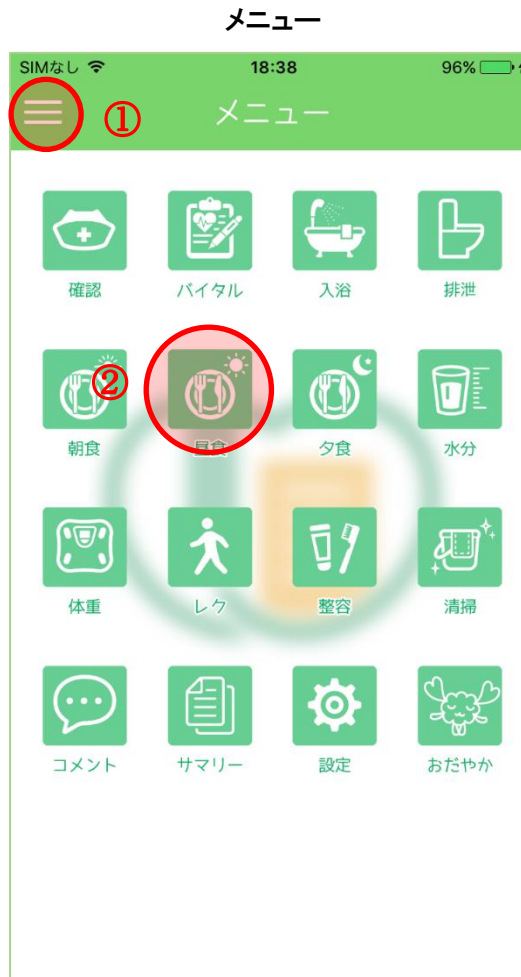 メニュー
SIMなし 18:38 96%
① メニュー
確認 バイタル 入浴 排泄
②
朝食 昼食 夕食 水分
体重 レク 整容 清掃
コメント サマリー 設定 おだやか